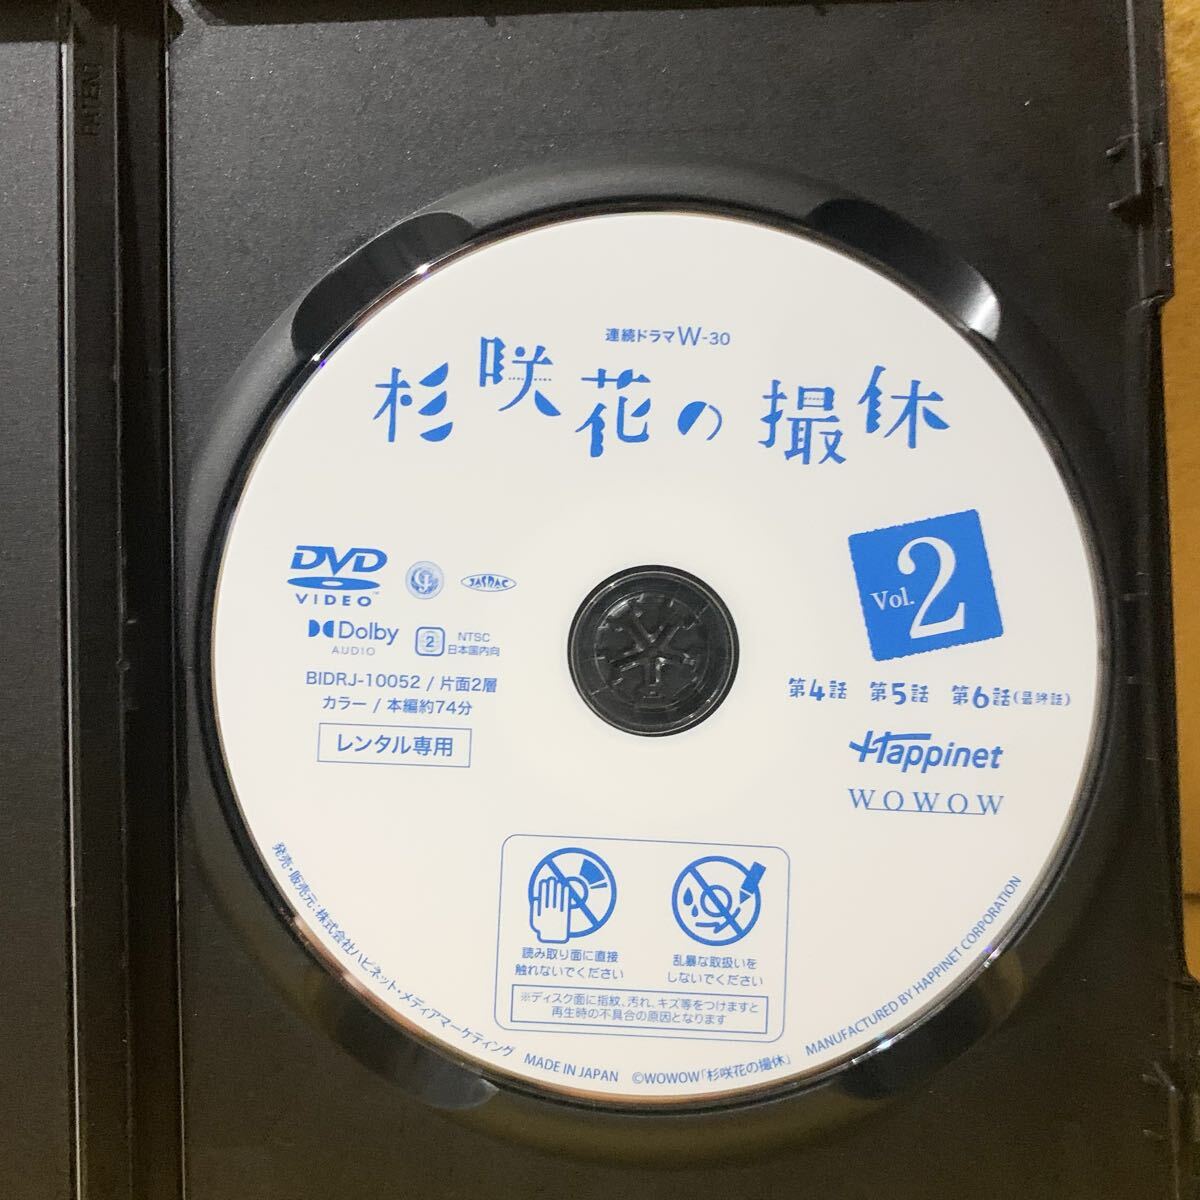 PATENT
連続ドラマW-30
杉咲花の撮休
DVD
VIDEO
JASRAC
Dolby
AUDIO
2
NTSC
日本国内向
BIDRJ-10052 / 片面2層
カラー / 本編約74分
レンタル専用
Vol.2
第4話 第5話 第6話(最終話)
Happinet
WOWOW
読み取り面に直接
触れないでください
乱暴な取扱いを
しないでください
※ディスク面に指紋、汚れ、キズ等をつけますと
再生時の不具合の原因となります
発売・販売元:株式会社ハピネット・メディアマーケティング MADE IN JAPAN ©WOWOW「杉咲花の撮休」 MANUFACTURED BY HAPPINET CORPORATION